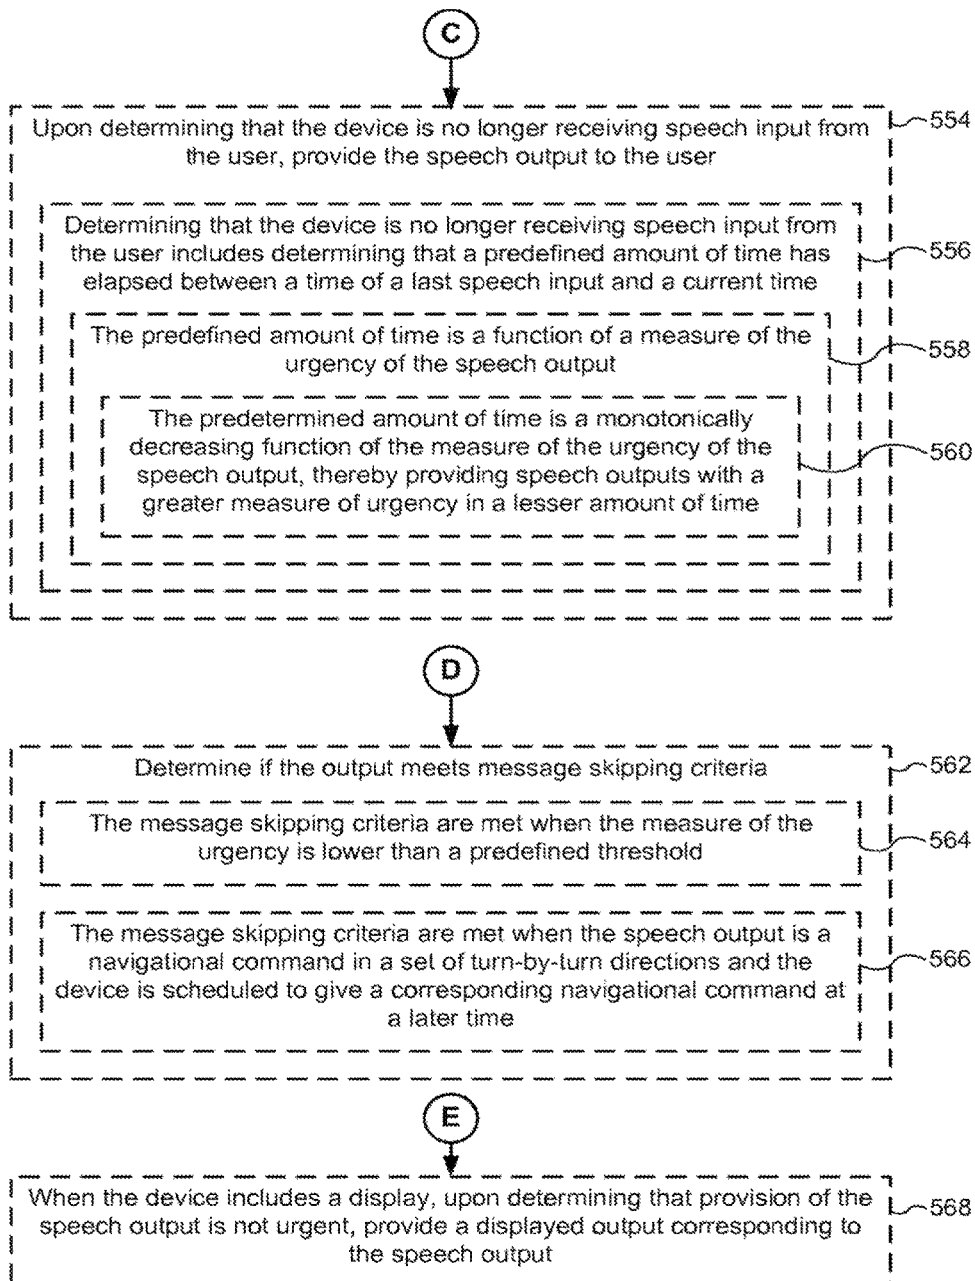 C
Upon determining that the device is no longer receiving speech input from
the user, provide the speech output to the user
554
Determining that the device is no longer receiving speech input from
the user includes determining that a predefined amount of time has
elapsed between a time of a last speech input and a current time
556
The predefined amount of time is a function of a measure of the
urgency of the speech output
558
The predetermined amount of time is a monotonically
decreasing function of the measure of the urgency of the
speech output, thereby providing speech outputs with a
greater measure of urgency in a lesser amount of time
560
D
Determine if the output meets message skipping criteria
562
The message skipping criteria are met when the measure of the
urgency is lower than a predefined threshold
564
The message skipping criteria are met when the speech output is a
navigational command in a set of turn-by-turn directions and the
device is scheduled to give a corresponding navigational command at
a later time
566
E
When the device includes a display, upon determining that provision of the
speech output is not urgent, provide a displayed output corresponding to
the speech output
568